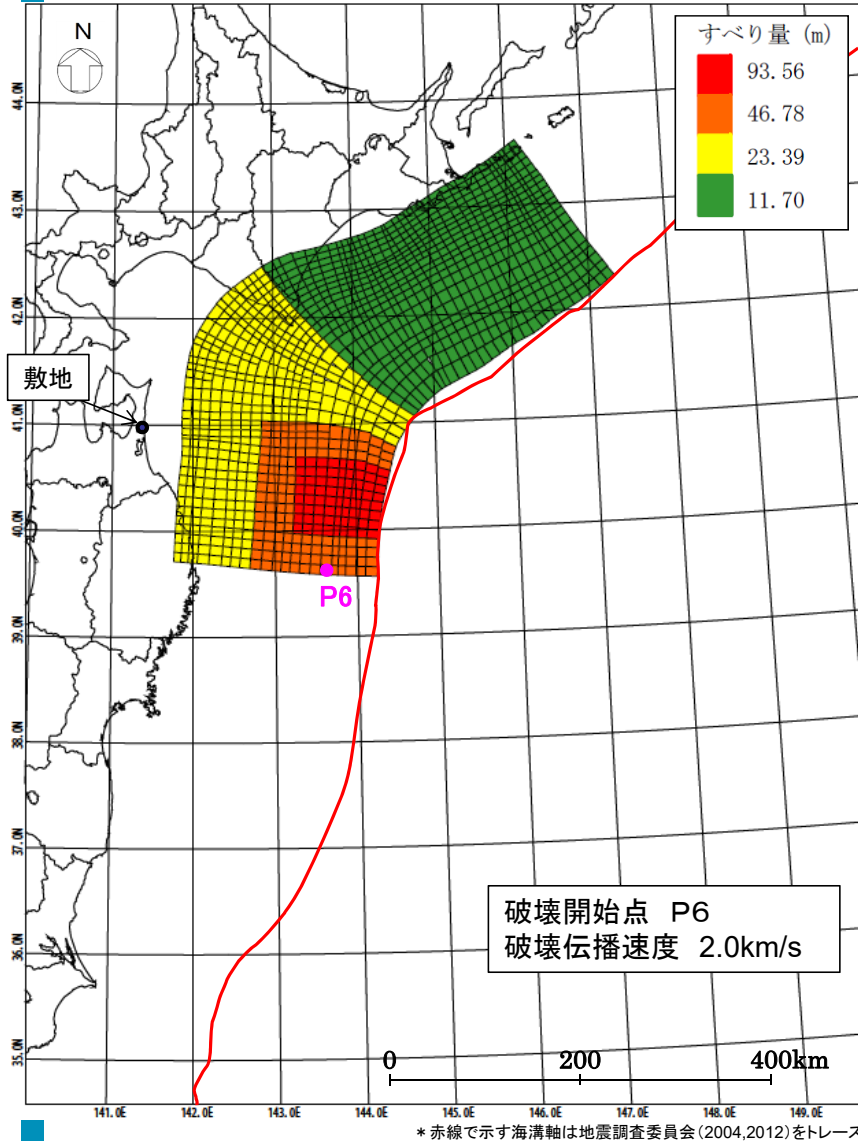 N
すべり量 (m)
93.56
46.78
23.39
11.70
44.0N
43.0N
42.0N
敷地
41.0N
40.0N
P6
39.0N
38.0N
37.0N
破壊開始点 P6
破壊伝播速度 2.0km/s
36.0N
35.0N
0 200 400km
141.0E 142.0E 143.0E 144.0E 145.0E 146.0E 147.0E 148.0E 149.0E
*赤線で示す海溝軸は地震調査委員会(2004,2012)をトレース